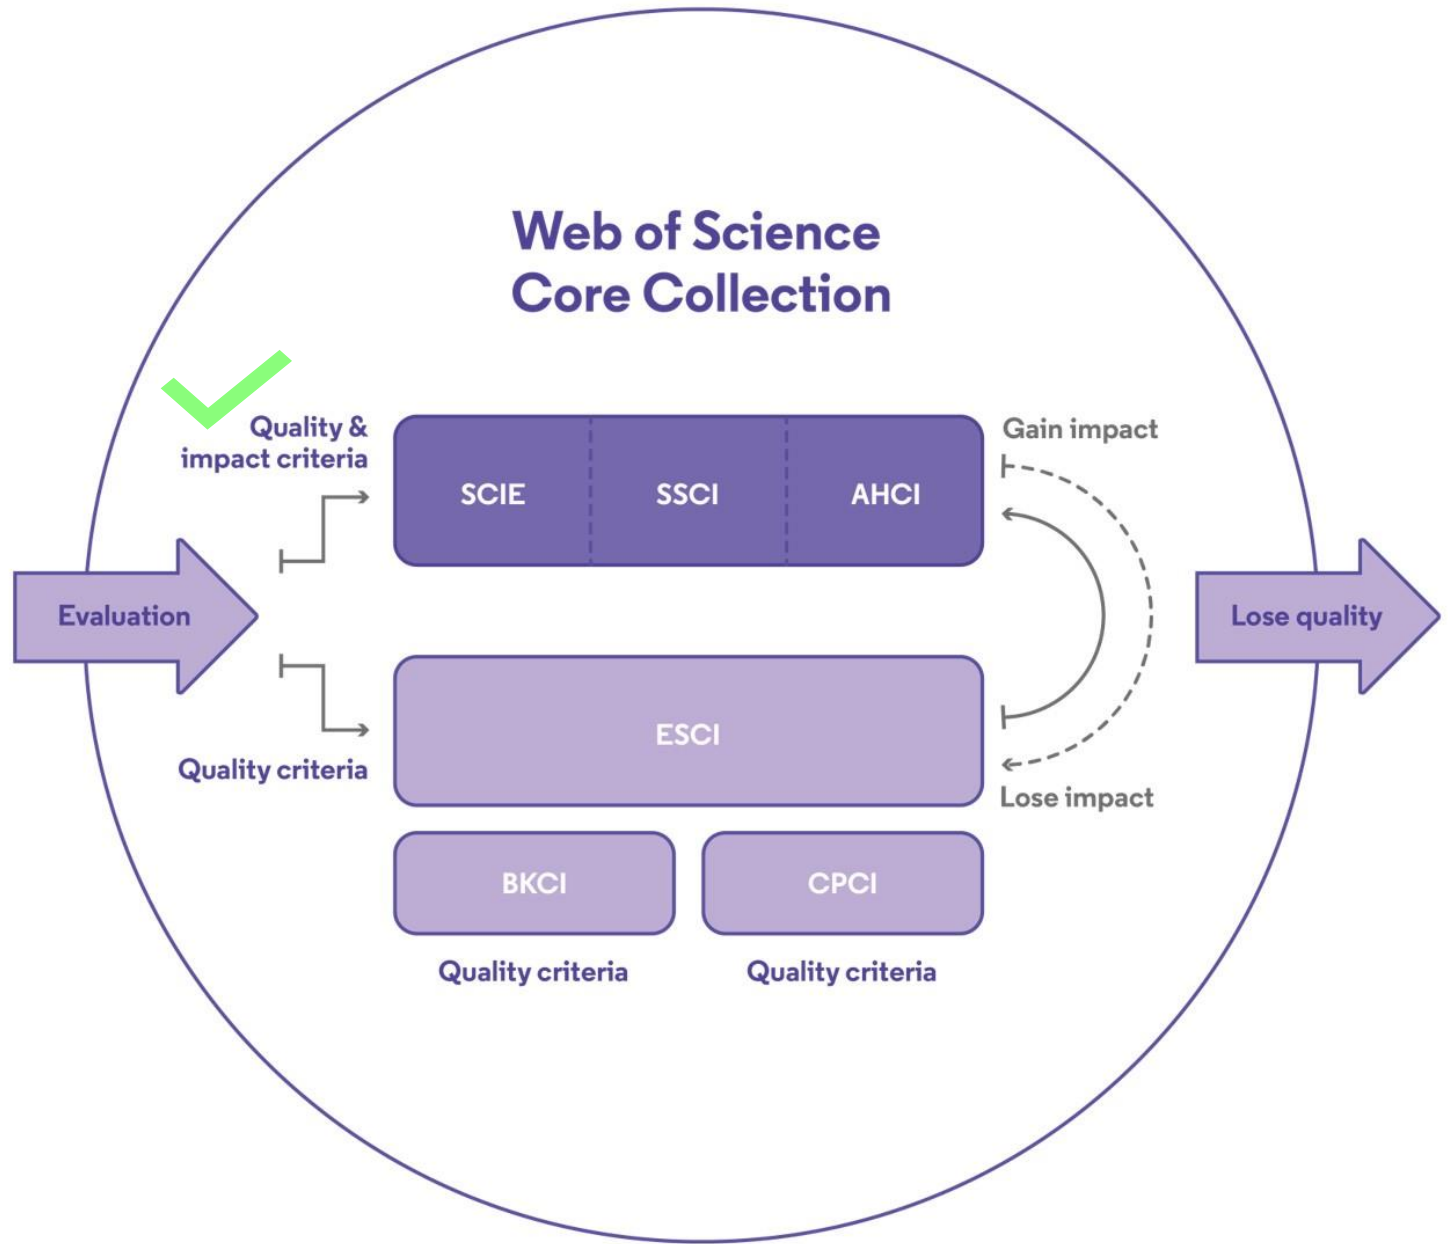 Web of Science
Core Collection
Quality &
impact criteria
SCIE
SSCI
AHCI
Gain impact
Evaluation
Lose quality
ESCI
Quality criteria
Lose impact
BKCI
CPCI
Quality criteria
Quality criteria